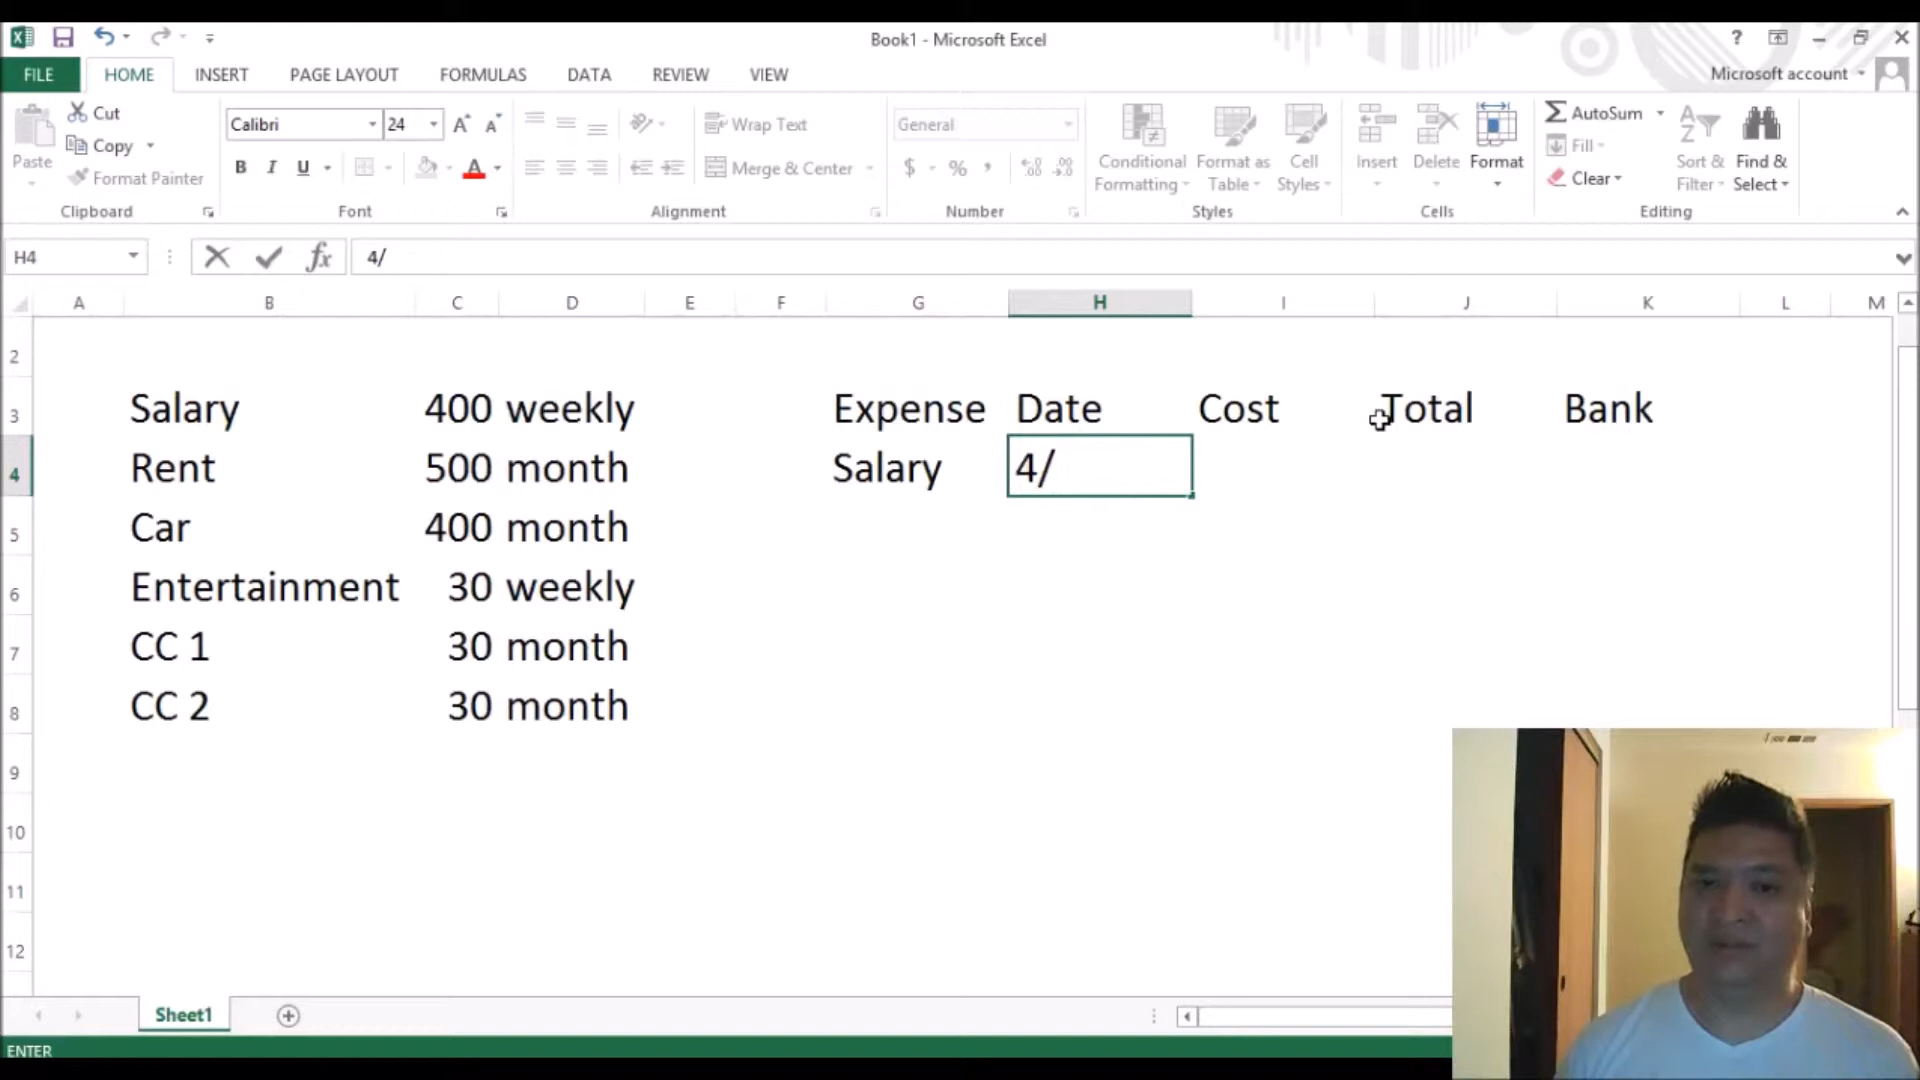 Book1 - Microsoft Excel
?
FILE HOME INSERT PAGE LAYOUT FORMULAS DATA REVIEW VIEW Microsoft account
Paste
Cut
Copy
Format Painter
Clipboard
Calibri 24
B I U A
Font
Wrap Text
Merge & Center
Alignment
General
$ % ,
Number
Conditional Formatting
Format as Table
Cell Styles
Styles
Insert
Delete
Format
Cells
AutoSum
Fill
Clear
Sort & Filter
Find & Select
Editing
H4 fx 4/
A B C D E F G H I J K L M
2
3 Salary 400 weekly Expense Date Cost Total Bank
4 Rent 500 month Salary 4/
5 Car 400 month
6 Entertainment 30 weekly
7 CC 1 30 month
8 CC 2 30 month
9
10
11
12
Sheet1
ENTER